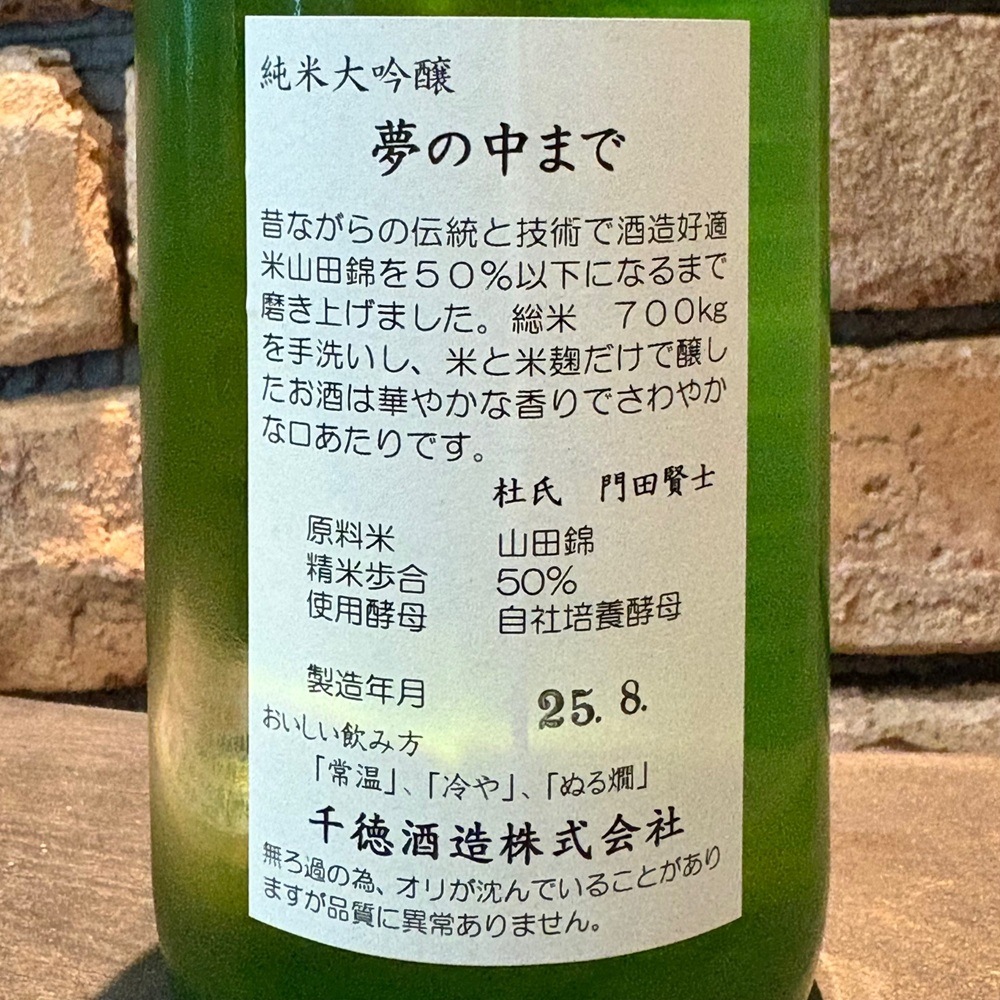 純米大吟醸
夢の中まで
昔ながらの伝統と技術で酒造好適
米山田錦を５０％以下になるまで
磨き上げました。総米　７００kg
を手洗いし、米と米麹だけで醸し
たお酒は華やかな香りでさわやか
な口あたりです。
杜氏　門田賢士
原料米　山田錦
精米歩合　50％
使用酵母　自社培養酵母
製造年月　25. 8.
おいしい飲み方
「常温」、「冷や」、「ぬる燗」
千徳酒造株式会社
無ろ過の為、オリが沈んでいることがあり
ますが品質に異常ありません。